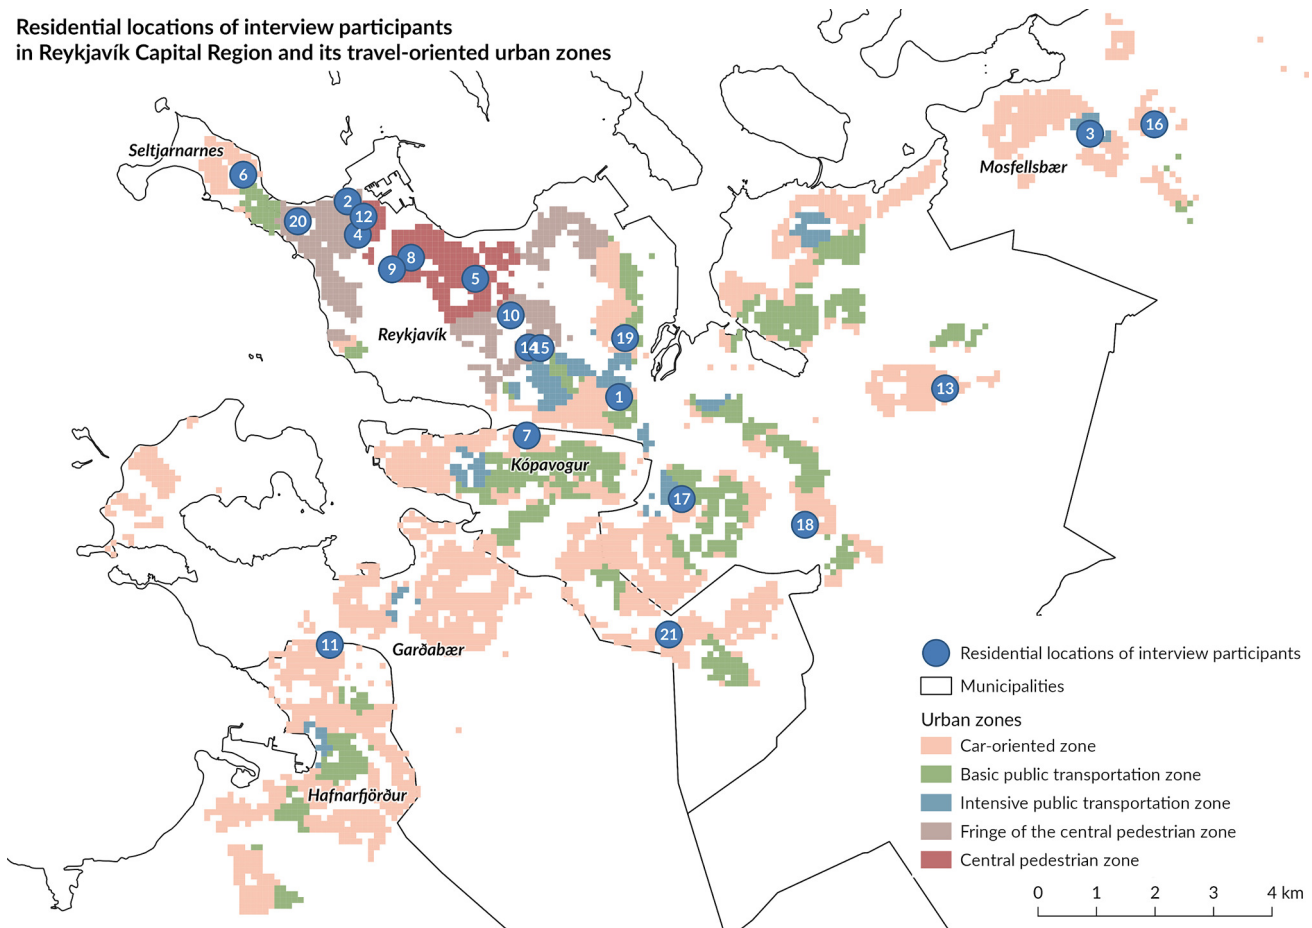 Residential locations of interview participants
in Reykjavík Capital Region and its travel-oriented urban zones
16
3
Seltjarnarnes
Mosfellsbær
6
2
12
20
4
8
9
5
10
Reykjavík
19
14
15
13
1
7
Kópavogur
17
18
21
11
Garðabær
Residential locations of interview participants
Municipalities
Urban zones
Car-oriented zone
Basic public transportation zone
Hafnarfjörður
Intensive public transportation zone
Fringe of the central pedestrian zone
Central pedestrian zone
0 1 2 3 4 km